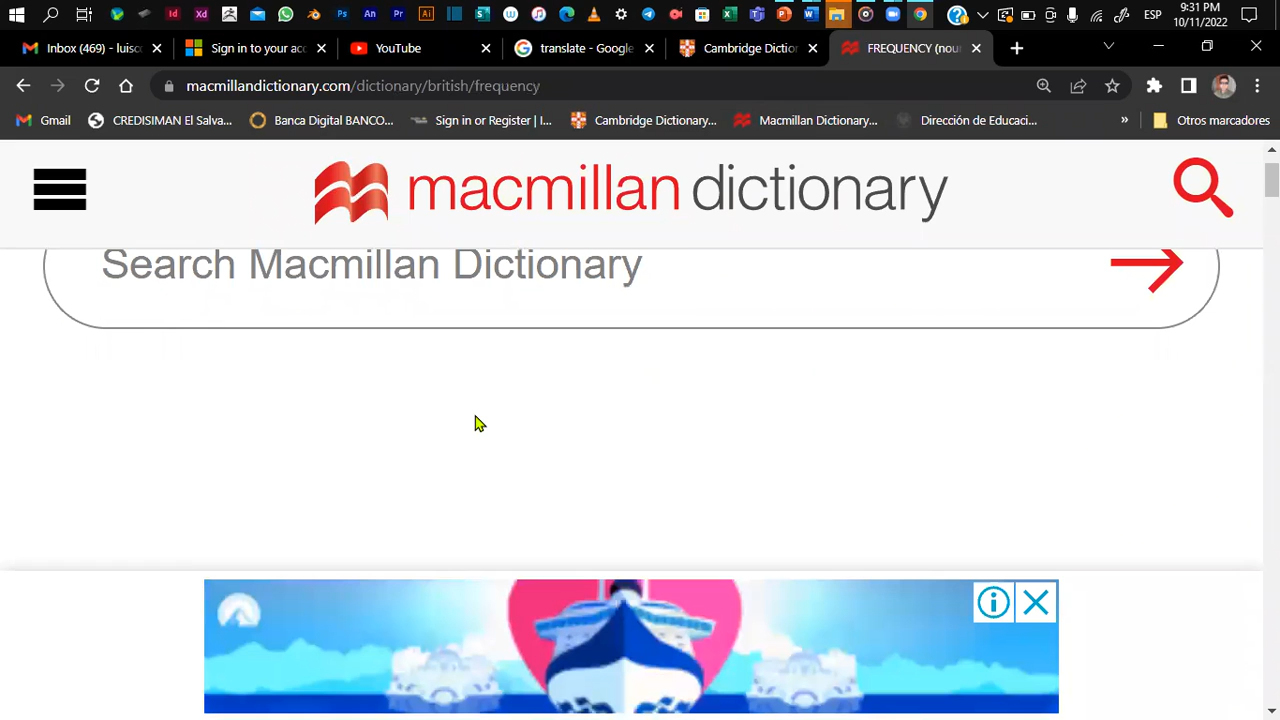 ESP
9:31 PM
10/11/2022
Inbox (469) - luisc
Sign in to your acc
YouTube
translate - Google
Cambridge Diction
FREQUENCY (noun
macmillandictionary.com/dictionary/british/frequency
Gmail
CREDISIMAN El Salva...
Banca Digital BANCO...
Sign in or Register | I...
Cambridge Dictionary...
Macmillan Dictionary...
Dirección de Educaci...
»
Otros marcadores
macmillan dictionary
Search Macmillan Dictionary